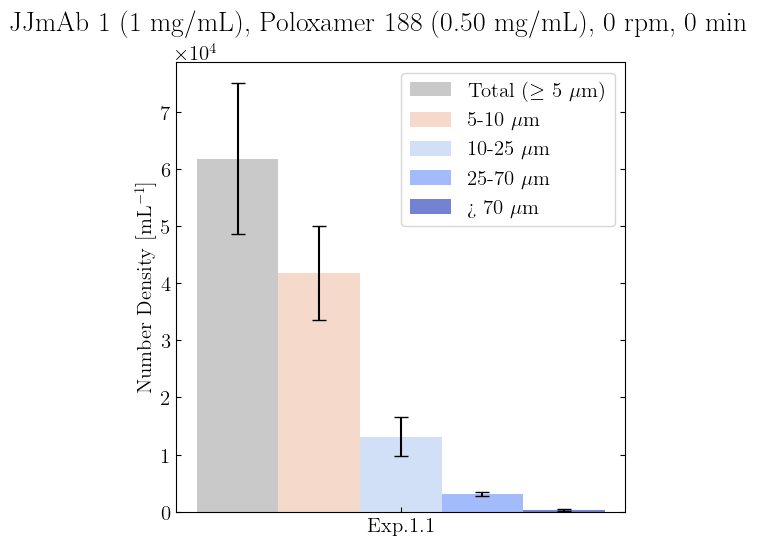 JJmAb 1 (1 mg/mL), Poloxamer 188 (0.50 mg/mL), 0 rpm, 0 min
×10⁴
Total (≥ 5 μm)
5-10 μm
10-25 μm
25-70 μm
> 70 μm
7
6
5
4
3
2
1
0
Number Density [mL⁻¹]
Exp.1.1